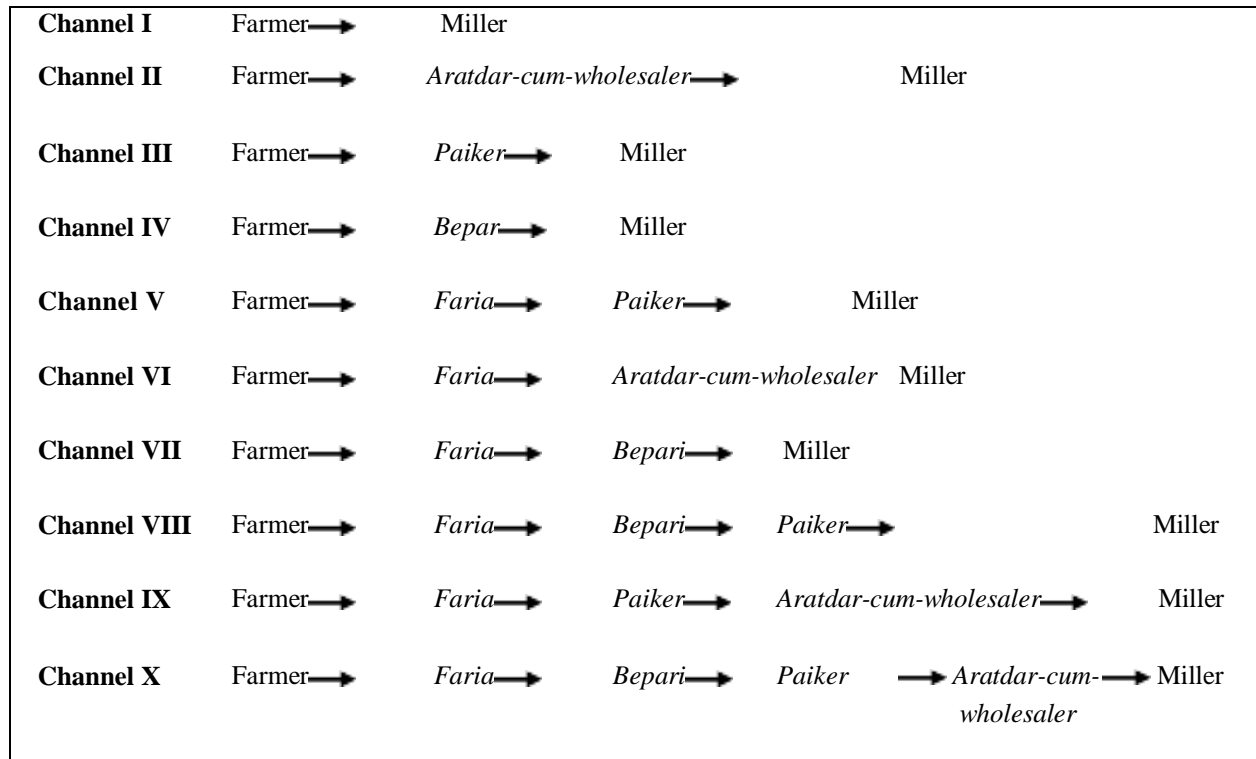 Channel I Farmer → Miller
Channel II Farmer → Aratdar-cum-wholesaler → Miller
Channel III Farmer → Paiker → Miller
Channel IV Farmer → Bepar → Miller
Channel V Farmer → Faria → Paiker → Miller
Channel VI Farmer → Faria → Aratdar-cum-wholesaler Miller
Channel VII Farmer → Faria → Bepari → Miller
Channel VIII Farmer → Faria → Bepari → Paiker → Miller
Channel IX Farmer → Faria → Paiker → Aratdar-cum-wholesaler → Miller
Channel X Farmer → Faria → Bepari → Paiker → Aratdar-cum- → Miller
wholesaler